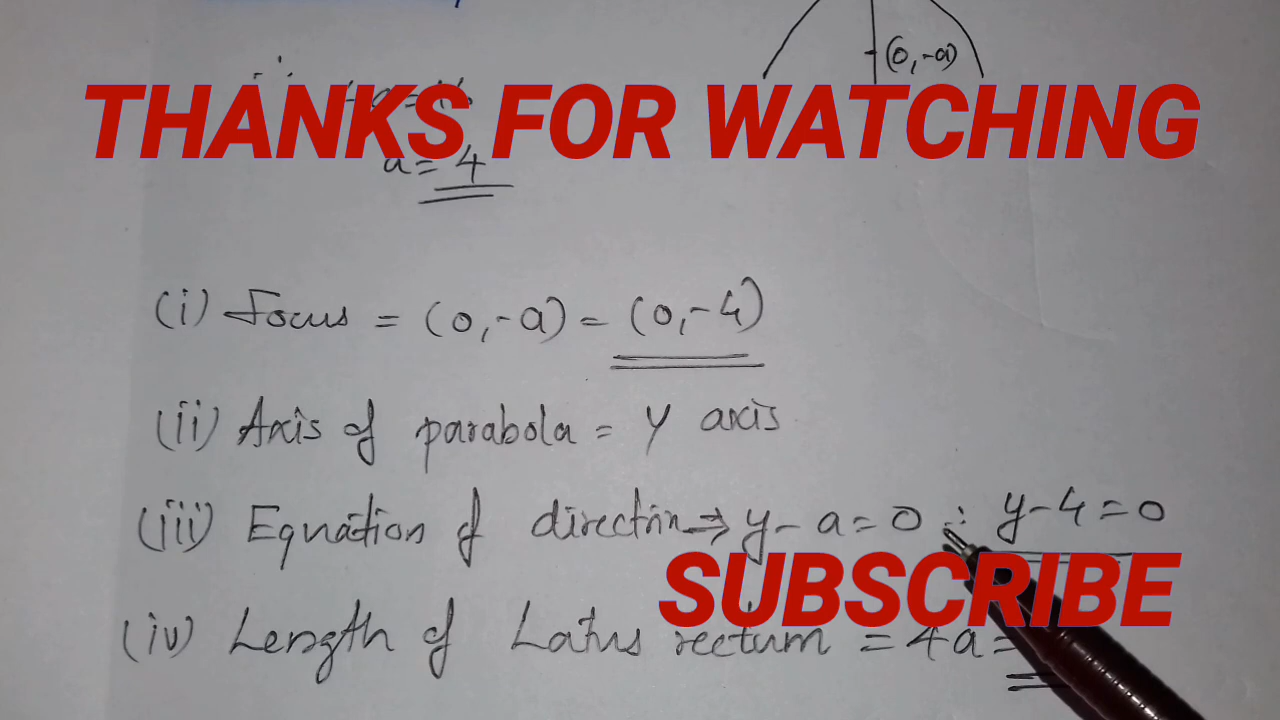 (0,-a)
THANKS FOR WATCHING
a = 4
(i) Focus = (0,-a) = (0,-4)
(ii) Axis of parabola = Y axis
(iii) Equation of directrix ⇒ y - a = 0 ∴ y-4=0
SUBSCRIBE
(iv) Length of Latus rectum = 4a =